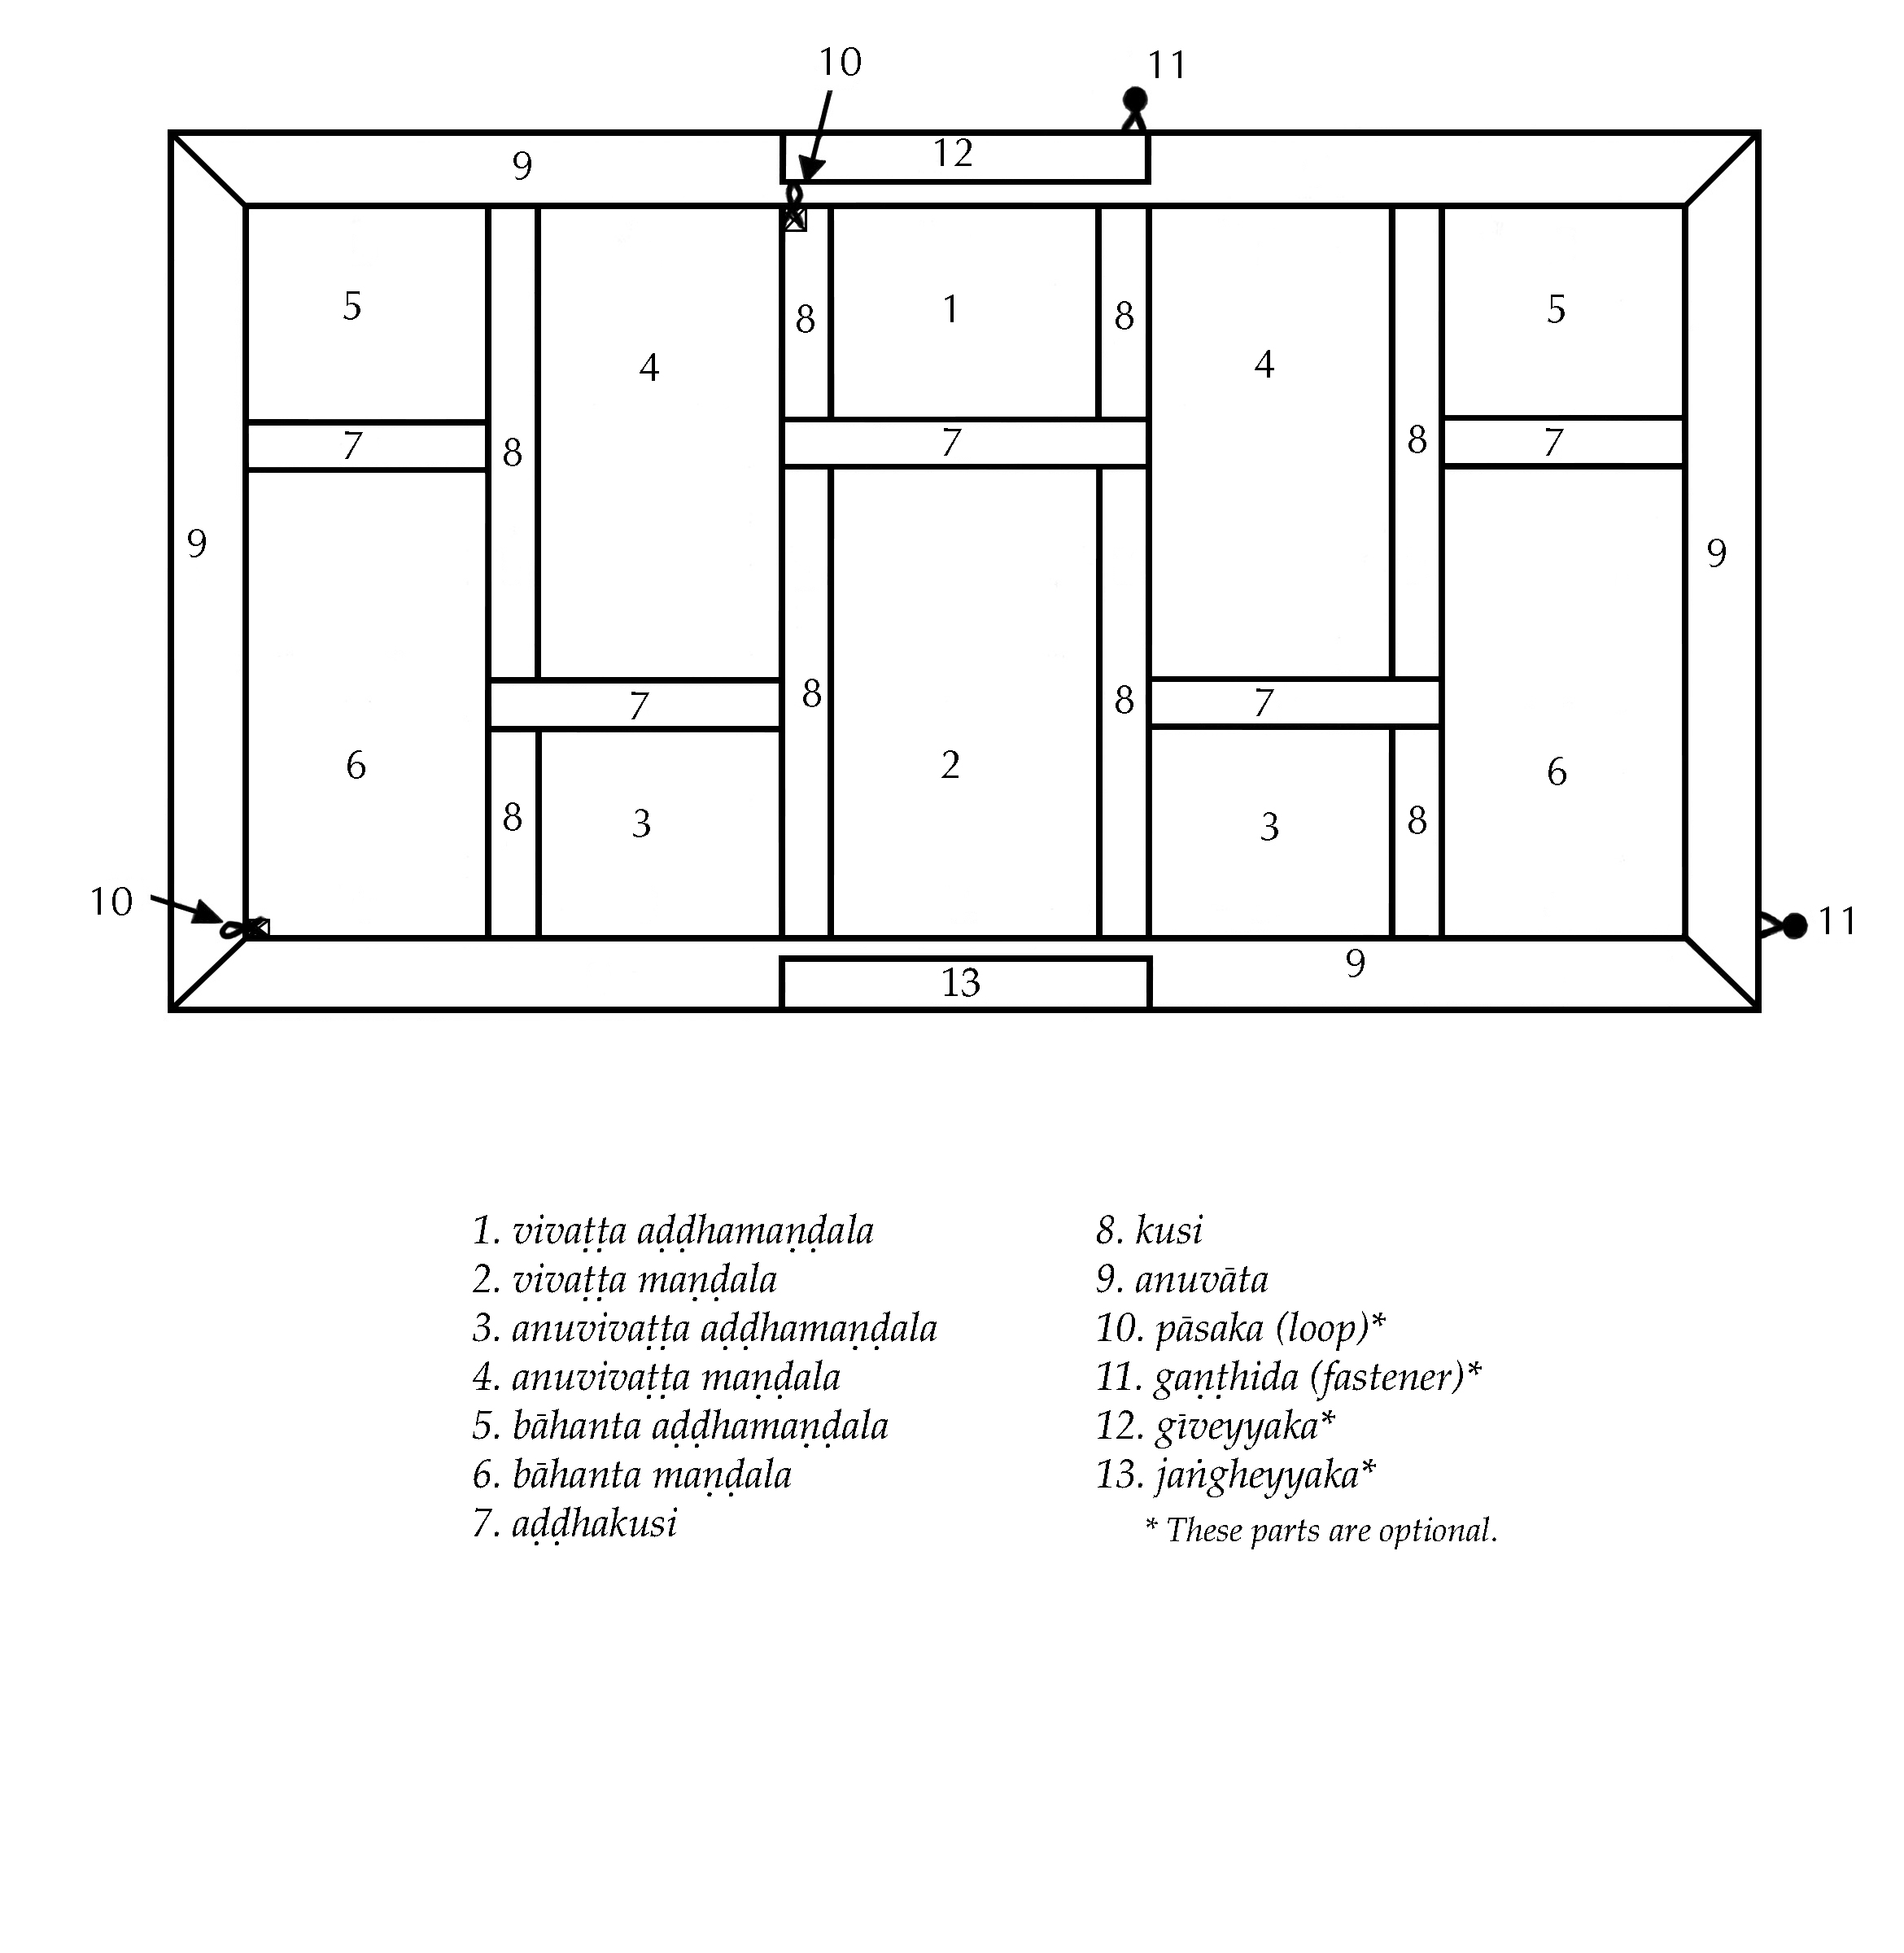 10
11
9
12
5
8
4
8
1
8
4
8
5
7
7
7
9
9
6
7
8
2
8
7
6
8
3
3
8
10
11
13
9
1. vivaṭṭa aḍḍhamaṇḍala
2. vivaṭṭa maṇḍala
3. anuvivaṭṭa aḍḍhamaṇḍala
4. anuvivaṭṭa maṇḍala
5. bāhanta aḍḍhamaṇḍala
6. bāhanta maṇḍala
7. aḍḍhakusi
8. kusi
9. anuvāta
10. pāsaka (loop)*
11. gaṇṭhida (fastener)*
12. gīveyyaka*
13. jaṅgheyyaka*
* These parts are optional.